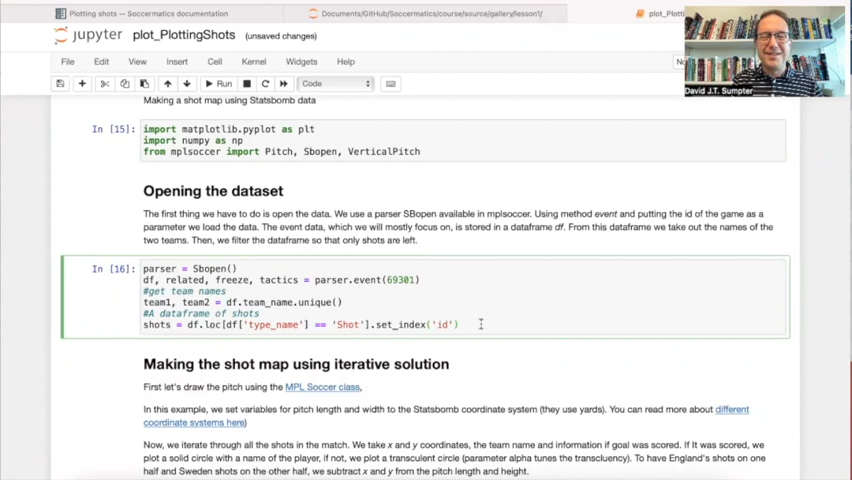 Plotting shots — Soccermatics documentation
Documents/GitHub/Soccermatics/course/source/gallery/lesson1/
plot_Plotti
jupyter plot_PlottingShots (unsaved changes)
File Edit View Insert Cell Kernel Widgets Help
Run Code
David J.T. Sumpter
Making a shot map using Statsbomb data
In [15]: import matplotlib.pyplot as plt
import numpy as np
from mplsoccer import Pitch, Sbopen, VerticalPitch
Opening the dataset
The first thing we have to do is open the data. We use a parser SBopen available in mplsoccer. Using method event and putting the id of the game as a
parameter we load the data. The event data, which we will mostly focus on, is stored in a dataframe df. From this dataframe we take out the names of the
two teams. Then, we filter the dataframe so that only shots are left.
In [16]: parser = Sbopen()
df, related, freeze, tactics = parser.event(69301)
#get team names
team1, team2 = df.team_name.unique()
#A dataframe of shots
shots = df.loc[df['type_name'] == 'Shot'].set_index('id')
Making the shot map using iterative solution
First let's draw the pitch using the MPL Soccer class,
In this example, we set variables for pitch length and width to the Statsbomb coordinate system (they use yards). You can read more about different
coordinate systems here)
Now, we iterate through all the shots in the match. We take x and y coordinates, the team name and information if goal was scored. If It was scored, we
plot a solid circle with a name of the player, if not, we plot a transculent circle (parameter alpha tunes the transcluency). To have England's shots on one
half and Sweden shots on the other half, we subtract x and y from the pitch length and height.